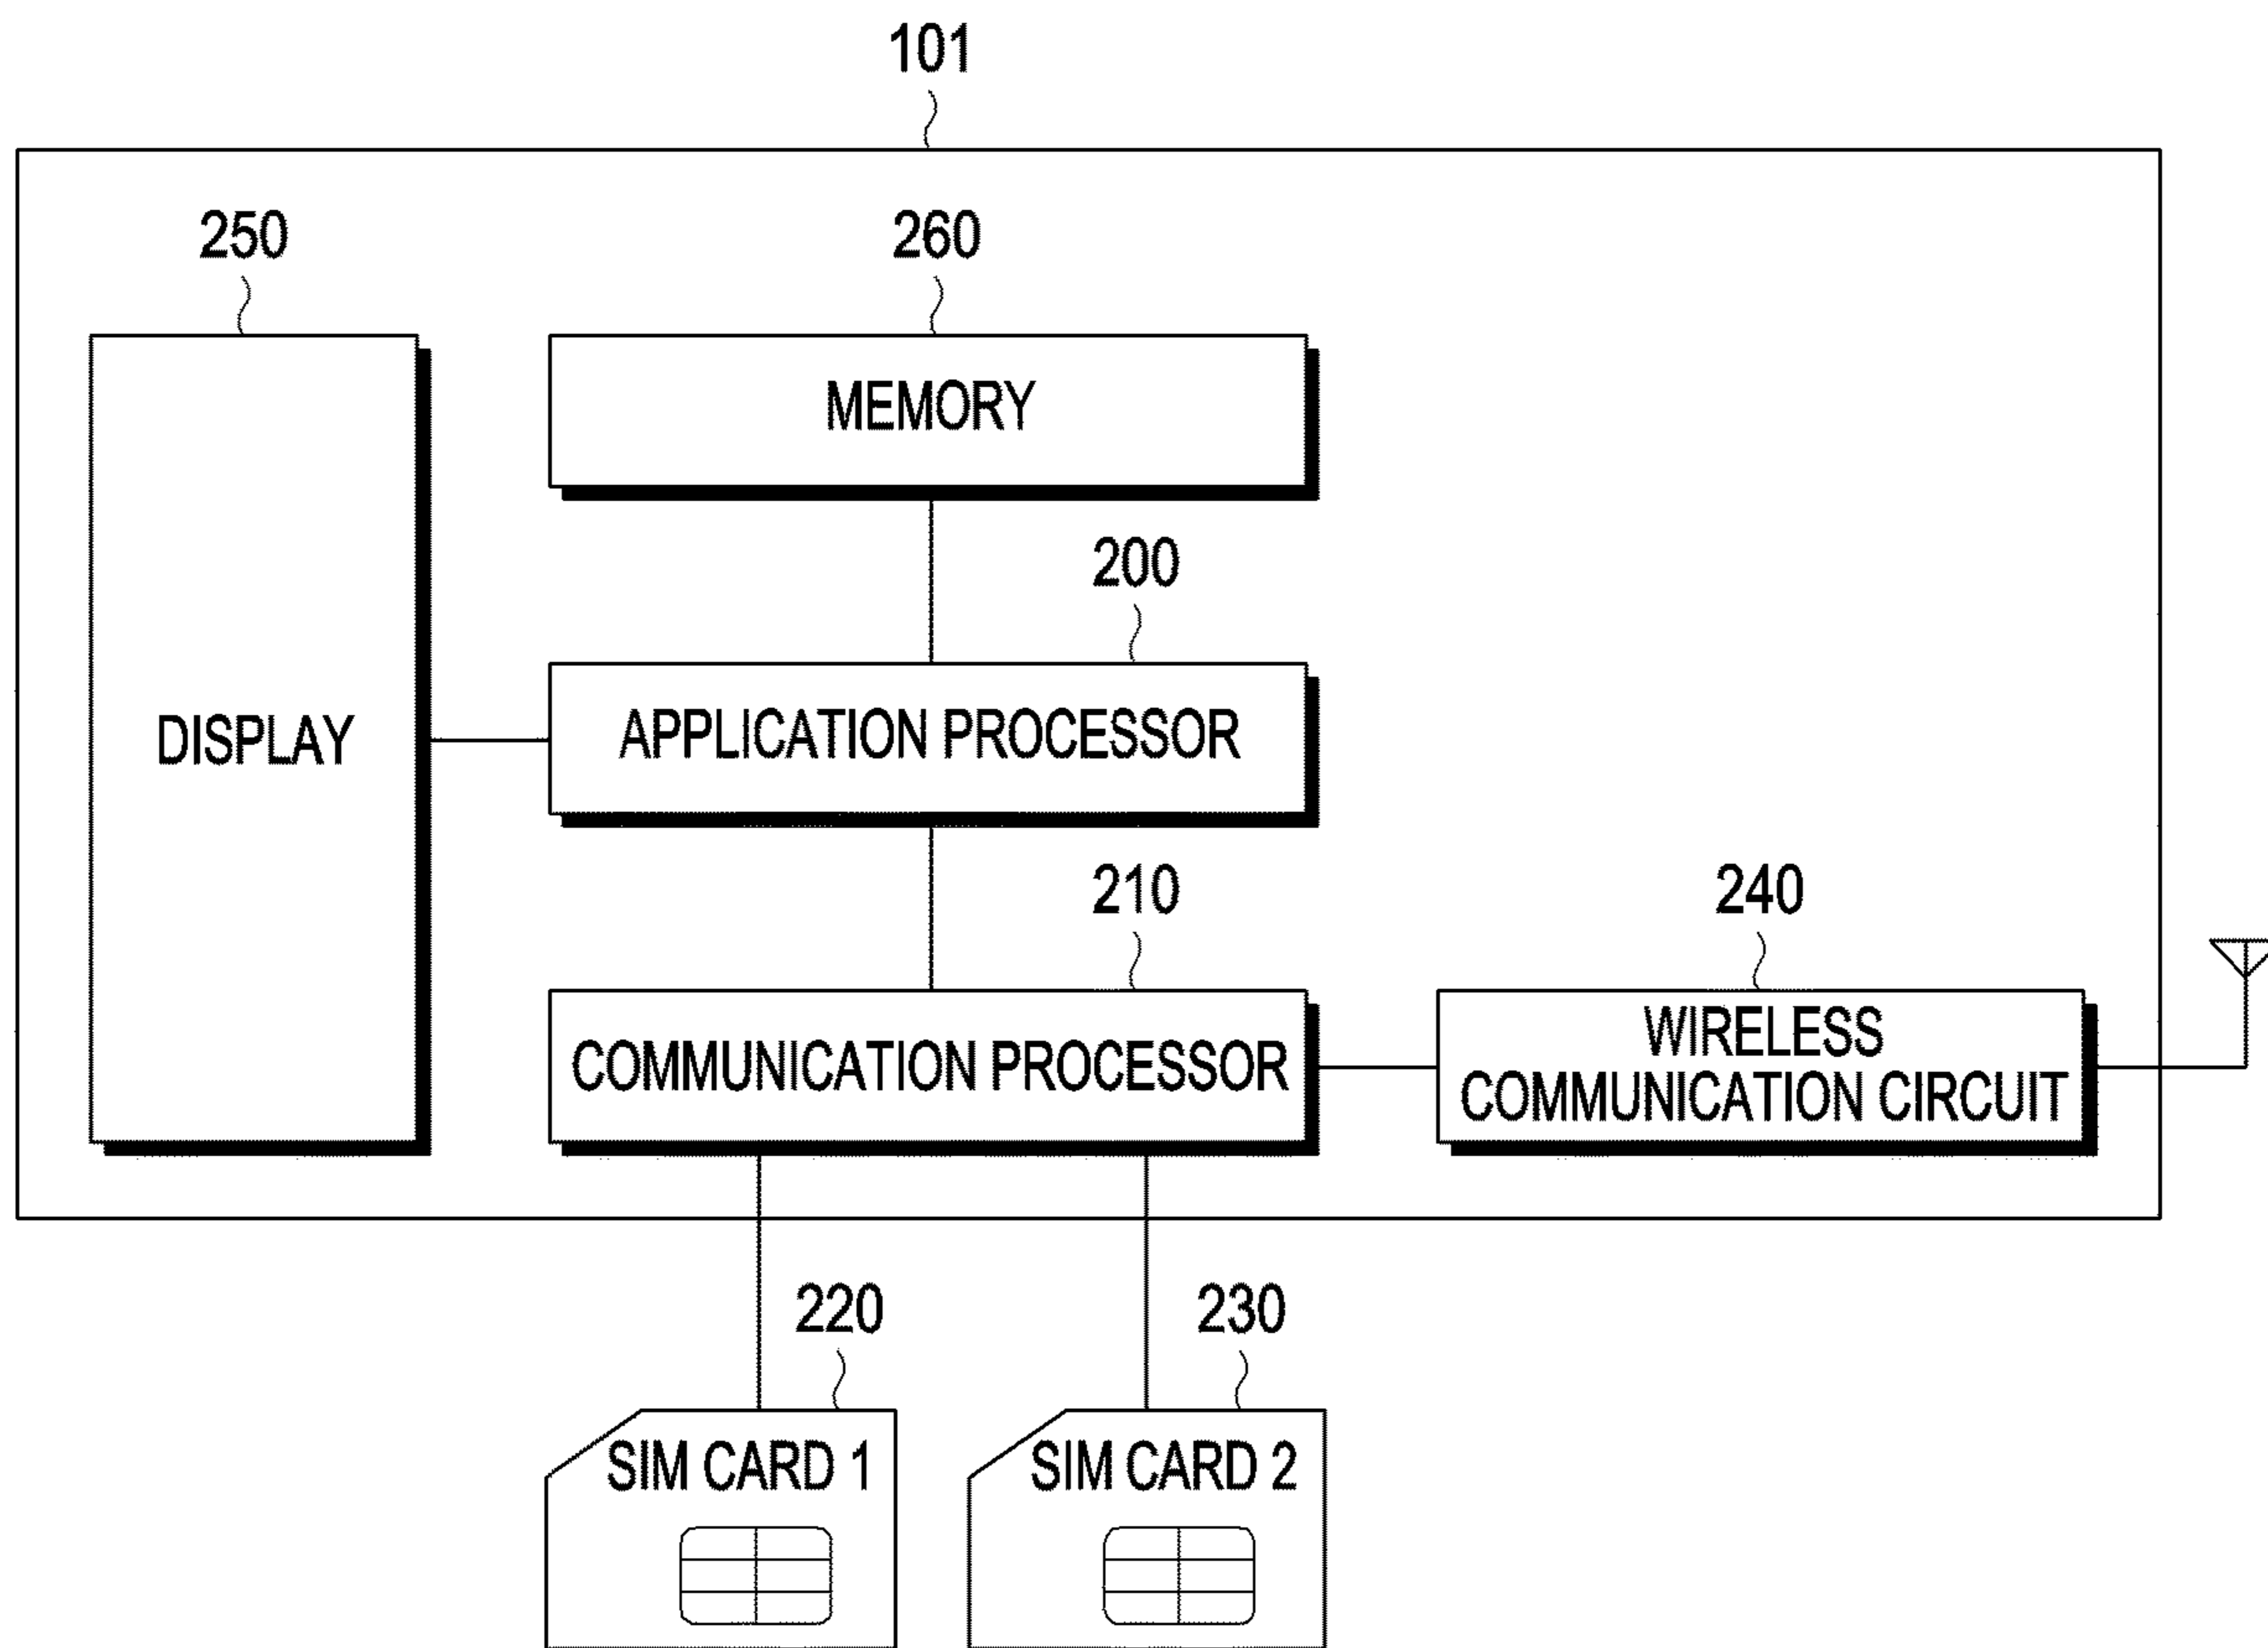 101
250
260
MEMORY
200
DISPLAY
APPLICATION PROCESSOR
210
240
COMMUNICATION PROCESSOR
WIRELESS
COMMUNICATION CIRCUIT
220
230
SIM CARD 1
SIM CARD 2